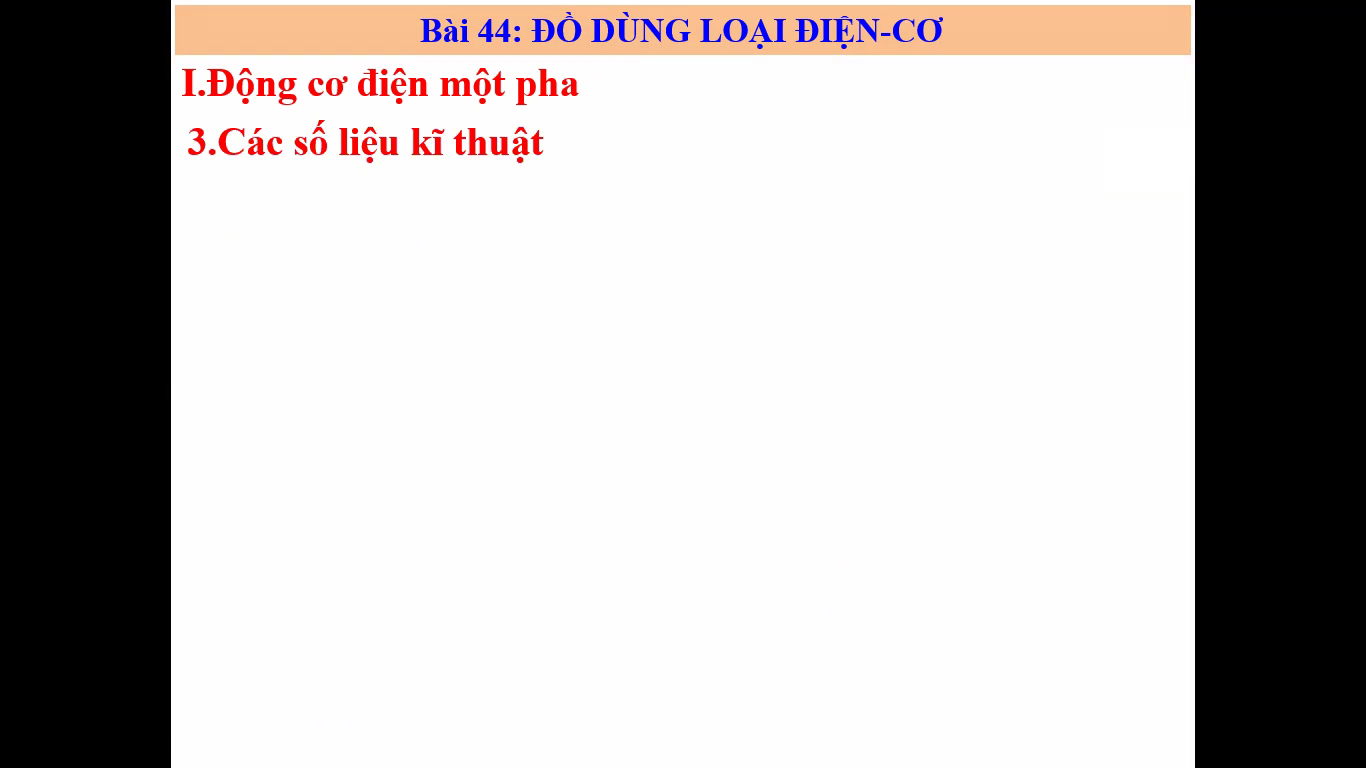 Bài 44: ĐỒ DÙNG LOẠI ĐIỆN-CƠ
I.Động cơ điện một pha
3.Các số liệu kĩ thuật